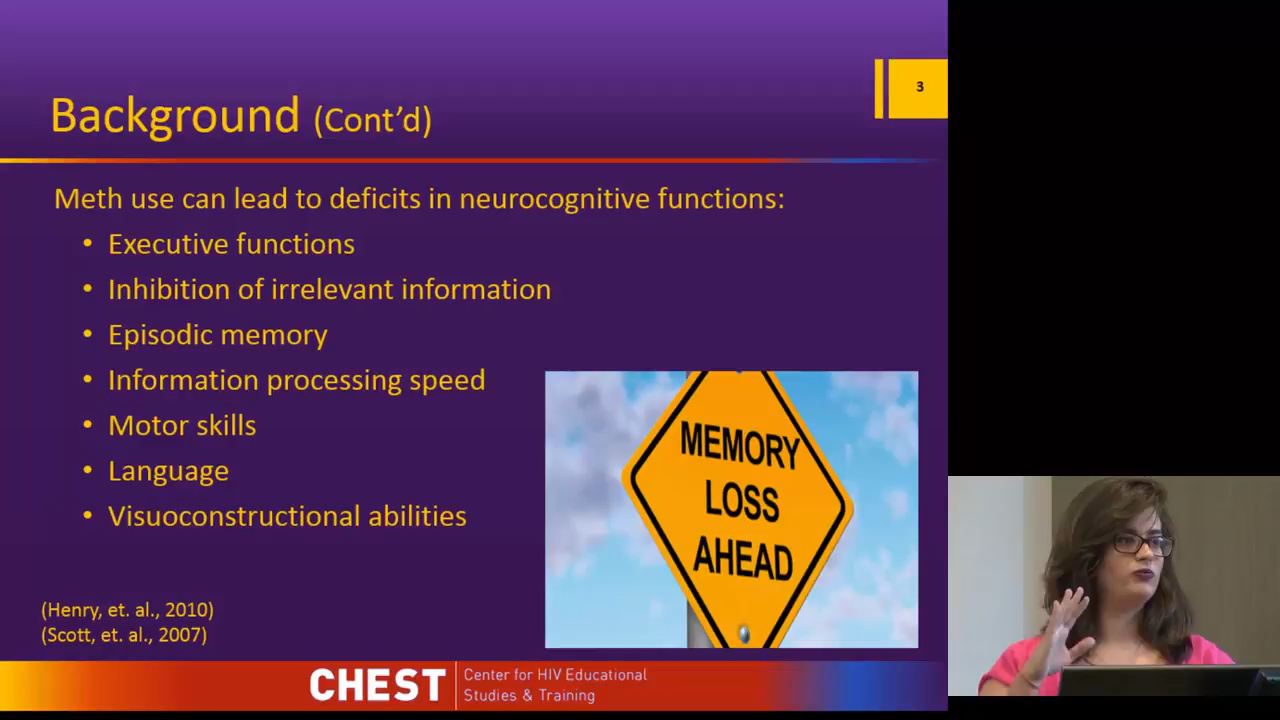 3
Background (Cont’d)
Meth use can lead to deficits in neurocognitive functions:
• Executive functions
• Inhibition of irrelevant information
• Episodic memory
• Information processing speed
• Motor skills
• Language
• Visuoconstructional abilities
MEMORY
LOSS
AHEAD
(Henry, et. al., 2010)
(Scott, et. al., 2007)
CHEST
Center for HIV Educational
Studies & Training